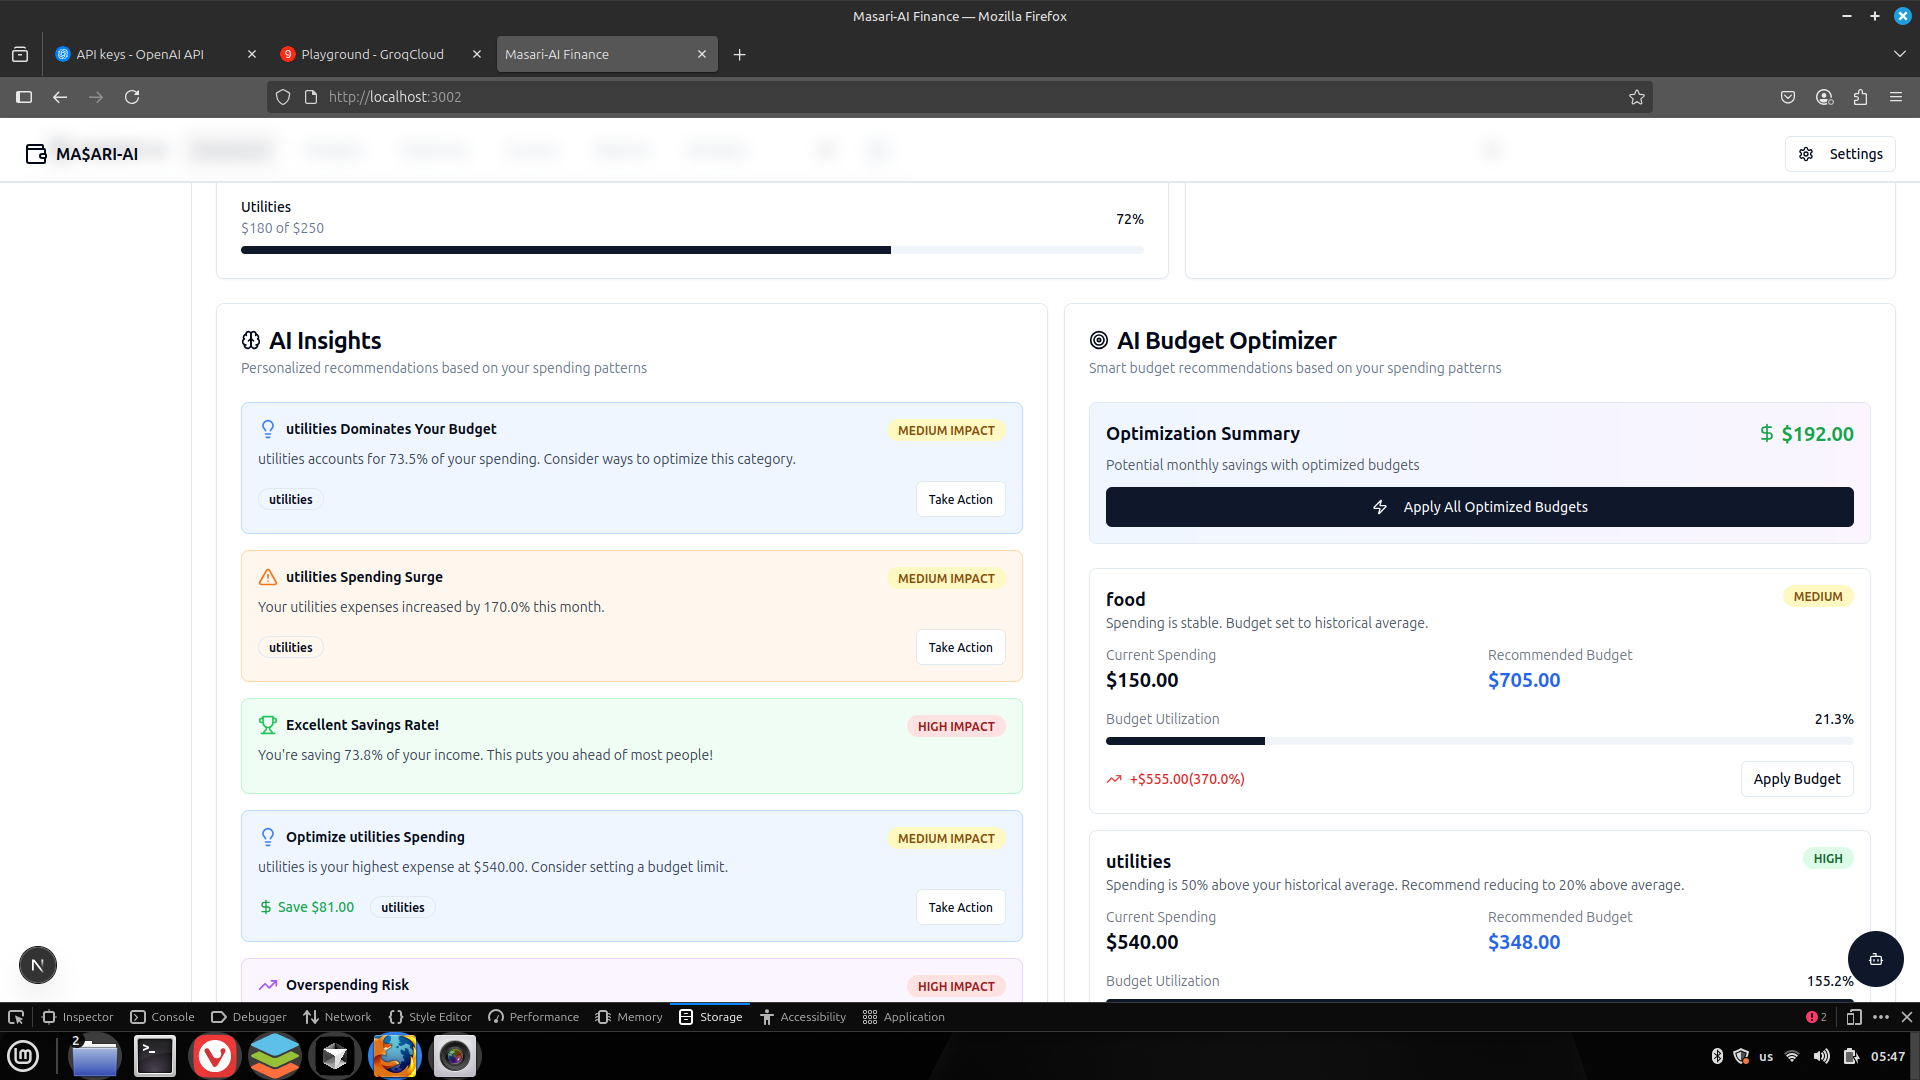 Masari-AI Finance — Mozilla Firefox
API keys - OpenAI API
Playground - GroqCloud
Masari-AI Finance
http://localhost:3002
MA$ARI-AI
Settings
Utilities
$180 of $250
72%
AI Insights
Personalized recommendations based on your spending patterns
utilities Dominates Your Budget
MEDIUM IMPACT
utilities accounts for 73.5% of your spending. Consider ways to optimize this category.
utilities
Take Action
utilities Spending Surge
MEDIUM IMPACT
Your utilities expenses increased by 170.0% this month.
utilities
Take Action
Excellent Savings Rate!
HIGH IMPACT
You're saving 73.8% of your income. This puts you ahead of most people!
Optimize utilities Spending
MEDIUM IMPACT
utilities is your highest expense at $540.00. Consider setting a budget limit.
$ Save $81.00
utilities
Take Action
Overspending Risk
HIGH IMPACT
AI Budget Optimizer
Smart budget recommendations based on your spending patterns
Optimization Summary
$ $192.00
Potential monthly savings with optimized budgets
Apply All Optimized Budgets
food
MEDIUM
Spending is stable. Budget set to historical average.
Current Spending
Recommended Budget
$150.00
$705.00
Budget Utilization
21.3%
+$555.00(370.0%)
Apply Budget
utilities
HIGH
Spending is 50% above your historical average. Recommend reducing to 20% above average.
Current Spending
Recommended Budget
$540.00
$348.00
Budget Utilization
155.2%
N
Inspector
Console
Debugger
Network
Style Editor
Performance
Memory
Storage
Accessibility
Application
2
2
us
05:47